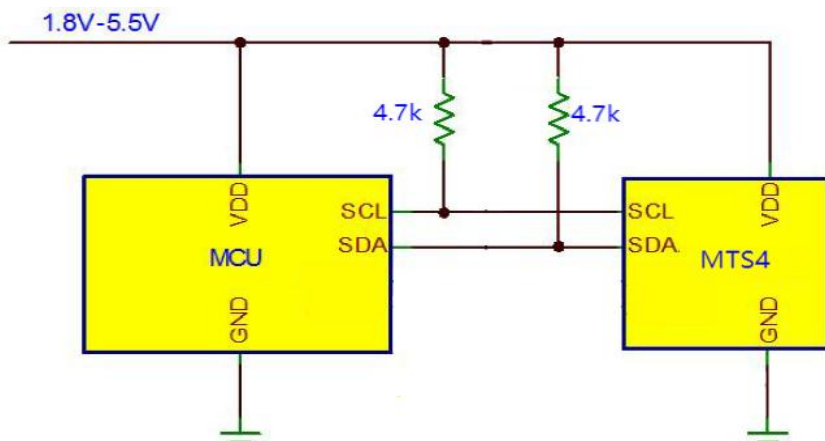 1.8V-5.5V
4.7k
4.7k
VDD
SCL
SDA
MCU
GND
VDD
SCL
SDA
MTS4
GND